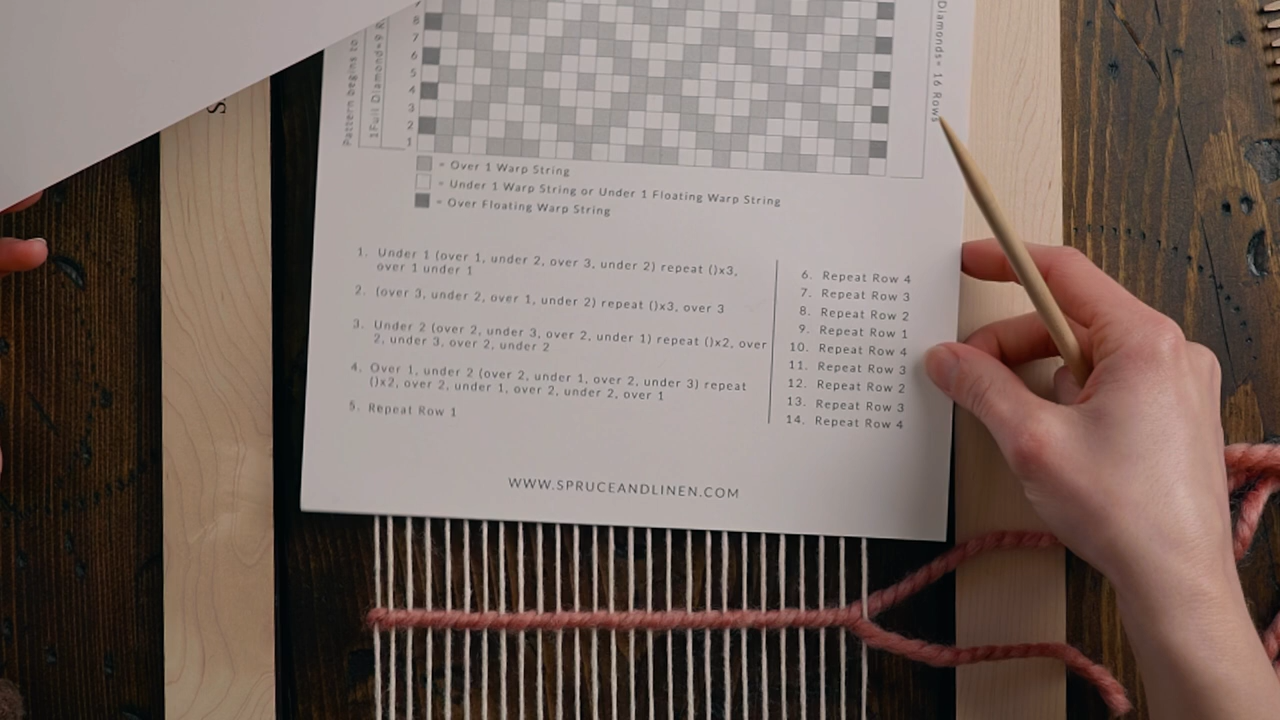 Pattern begins to
1Full Diamond=9 R
8
7
6
5
4
3
2
1
Diamonds= 16 Rows
S
= Over 1 Warp String
= Under 1 Warp String or Under 1 Floating Warp String
= Over Floating Warp String
1. Under 1 (over 1, under 2, over 3, under 2) repeat ()x3,
over 1 under 1
2. (over 3, under 2, over 1, under 2) repeat ()x3, over 3
3. Under 2 (over 2, under 3, over 2, under 1) repeat ()x2, over
2, under 3, over 2, under 2
4. Over 1, under 2 (over 2, under 1, over 2, under 3) repeat
()x2, over 2, under 1, over 2, under 2, over 1
5. Repeat Row 1
6. Repeat Row 4
7. Repeat Row 3
8. Repeat Row 2
9. Repeat Row 1
10. Repeat Row 4
11. Repeat Row 3
12. Repeat Row 2
13. Repeat Row 3
14. Repeat Row 4
WWW.SPRUCEANDLINEN.COM